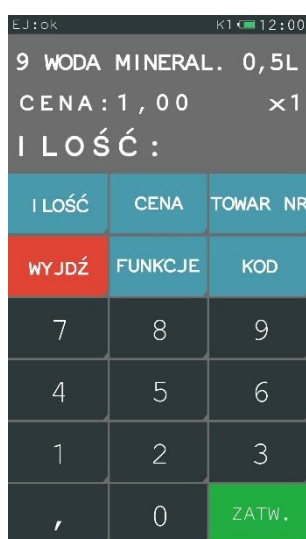 EJ:ok K1 12:00
9 WODA MINERAL. 0,5L
CENA:1,00 x1
ILOŚĆ:
ILOŚĆ CENA TOWAR NR
WYJDŹ FUNKCJE KOD
7 8 9
4 5 6
1 2 3
, 0 ZATW.